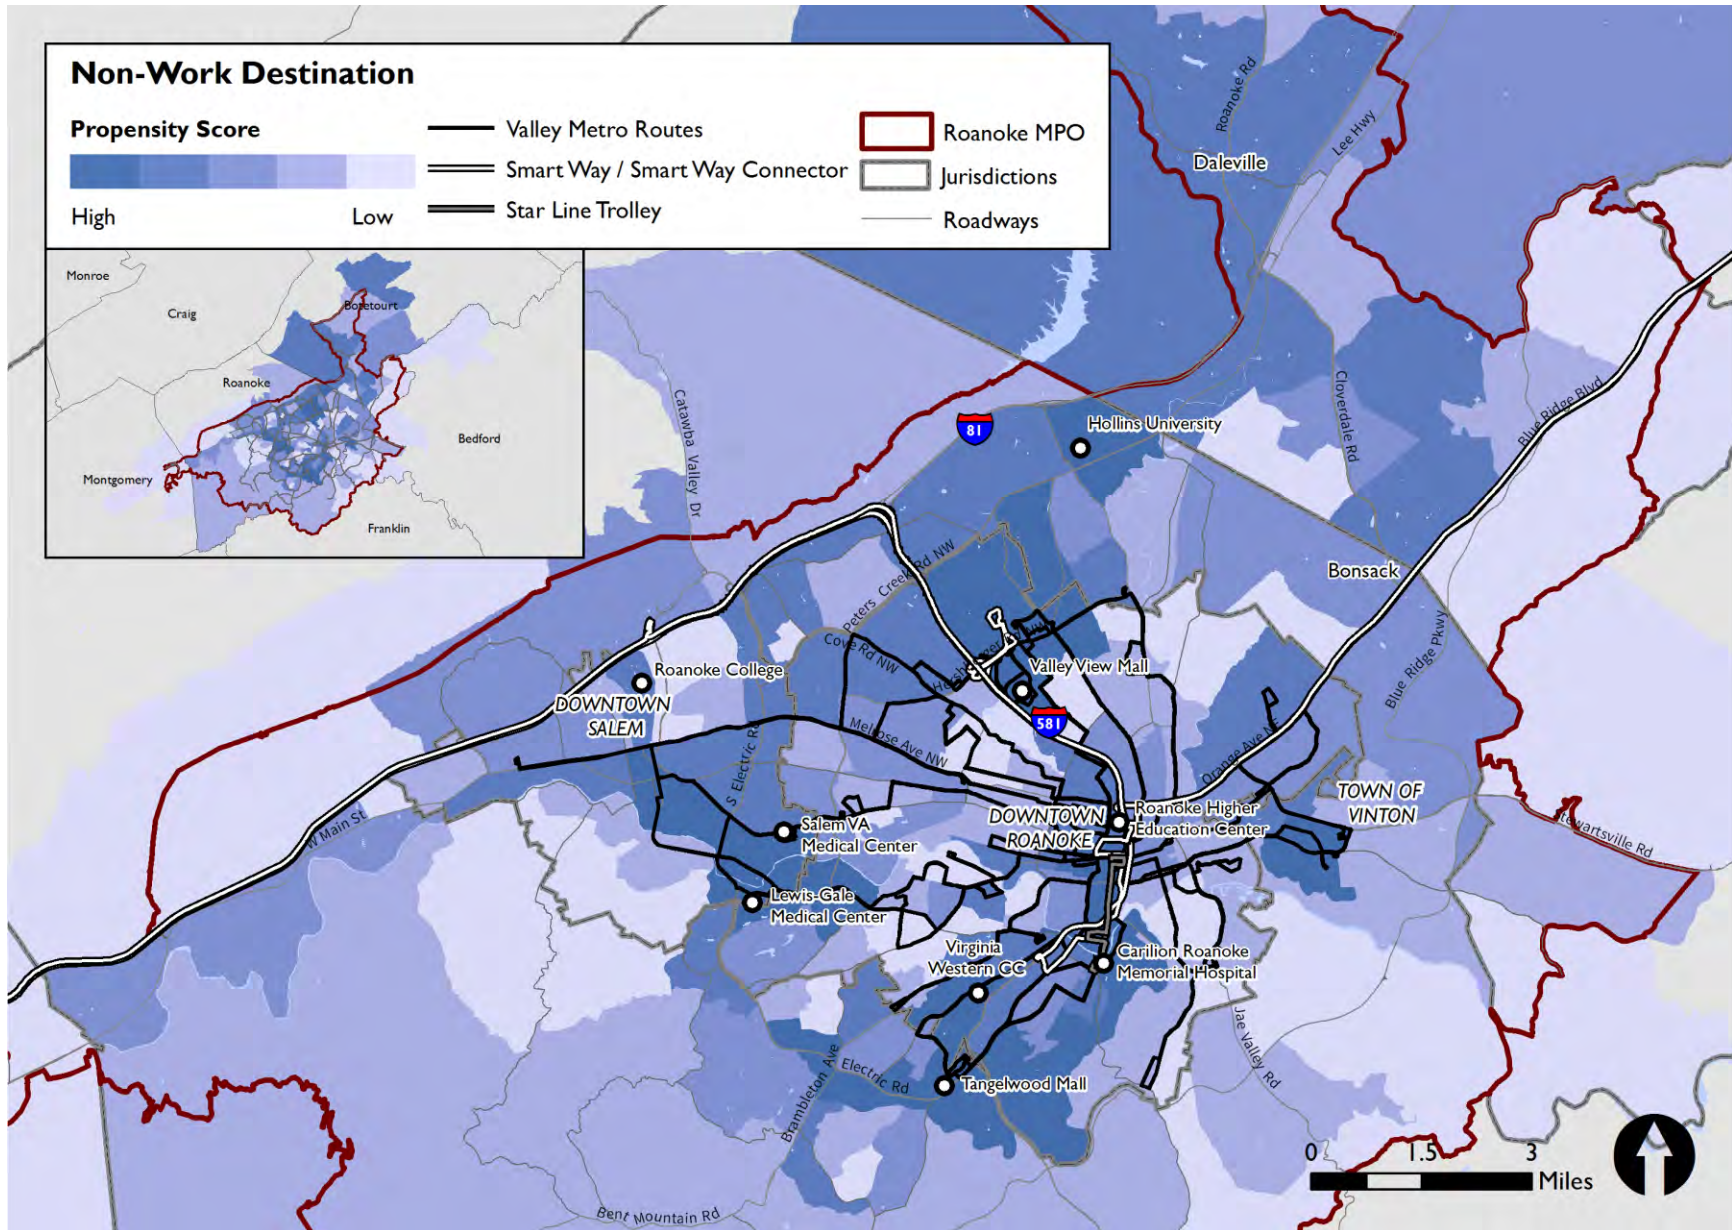 Non-Work Destination
Propensity Score
High
Low
Valley Metro Routes
Smart Way / Smart Way Connector
Star Line Trolley
Roanoke MPO
Jurisdictions
Roadways
Monroe
Craig
Botetourt
Roanoke
Bedford
Montgomery
Franklin
Roanoke Rd
Lee Hwy
Daleville
Catawba Valley Dr
81
Hollins University
Cloverdale Rd
Blue Ridge Blvd
Peters Creek Rd NW
Bonsack
Cove Rd NW
Hershberger Rd NW
Valley View Mall
Blue Ridge Pkwy
Roanoke College
DOWNTOWN
SALEM
581
S Electric Rd
Melrose Ave NW
Orange Ave NE
TOWN OF
VINTON
W Main St
Salem VA
Medical Center
DOWNTOWN
ROANOKE
Roanoke Higher
Education Center
Stewartsville Rd
Lewis-Gale
Medical Center
Virginia
Western CC
Carilion Roanoke
Memorial Hospital
Jae Valley Rd
Brambleton Ave
Electric Rd
Tangelwood Mall
Bent Mountain Rd
0 1.5 3
Miles